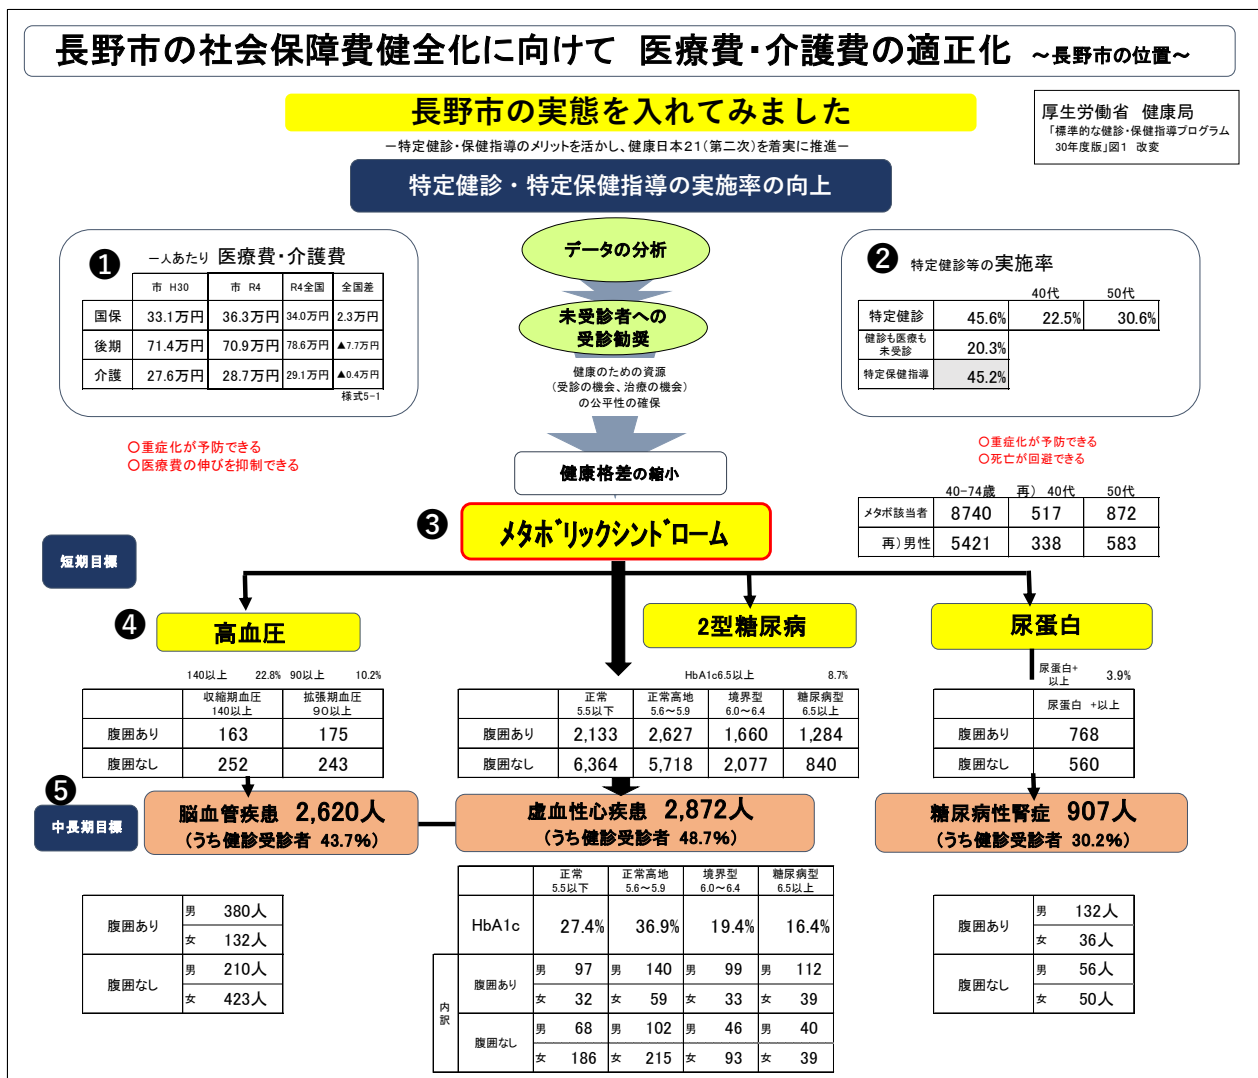 長野市の社会保障費健全化に向けて 医療費・介護費の適正化 ～長野市の位置～
長野市の実態を入れてみました
厚生労働省 健康局
「標準的な健診・保健指導プログラム
30年度版」図1 改変
－特定健診・保健指導のメリットを活かし、健康日本21(第二次)を着実に推進－
特定健診・特定保健指導の実施率の向上
❶ 一人あたり 医療費・介護費
市 H30 市 R4 R4全国 全国差
国保 33.1万円 36.3万円 34.0万円 2.3万円
後期 71.4万円 70.9万円 78.6万円 ▲7.7万円
介護 27.6万円 28.7万円 29.1万円 ▲0.4万円
様式5-1
○重症化が予防できる
○医療費の伸びを抑制できる
データの分析
未受診者への
受診勧奨
健康のための資源
(受診の機会、治療の機会)
の公平性の確保
健康格差の縮小
❷ 特定健診等の実施率
40代 50代
特定健診 45.6% 22.5% 30.6%
健診も医療も
未受診 20.3%
特定保健指導 45.2%
○重症化が予防できる
○死亡が回避できる
❸ メタボリックシンドローム
40-74歳 再) 40代 50代
メタボ該当者 8740 517 872
再)男性 5421 338 583
短期目標
❹ 高血圧
2型糖尿病
尿蛋白
140以上 22.8% 90以上 10.2%
収縮期血圧
140以上
拡張期血圧
90以上
腹囲あり 163 175
腹囲なし 252 243
HbA1c6.5以上 8.7%
正常
5.5以下
正常高地
5.6～5.9
境界型
6.0～6.4
糖尿病型
6.5以上
腹囲あり 2,133 2,627 1,660 1,284
腹囲なし 6,364 5,718 2,077 840
尿蛋白+
以上 3.9%
尿蛋白 +以上
腹囲あり 768
腹囲なし 560
❺
中長期目標
脳血管疾患 2,620人
(うち健診受診者 43.7%)
虚血性心疾患 2,872人
(うち健診受診者 48.7%)
糖尿病性腎症 907人
(うち健診受診者 30.2%)
腹囲あり 男 380人
女 132人
腹囲なし 男 210人
女 423人
正常
5.5以下
正常高地
5.6～5.9
境界型
6.0～6.4
糖尿病型
6.5以上
HbA1c 27.4% 36.9% 19.4% 16.4%
内訳
腹囲あり 男 97 男 140 男 99 男 112
女 32 女 59 女 33 女 39
腹囲なし 男 68 男 102 男 46 男 40
女 186 女 215 女 93 女 39
腹囲あり 男 132人
女 36人
腹囲なし 男 56人
女 50人